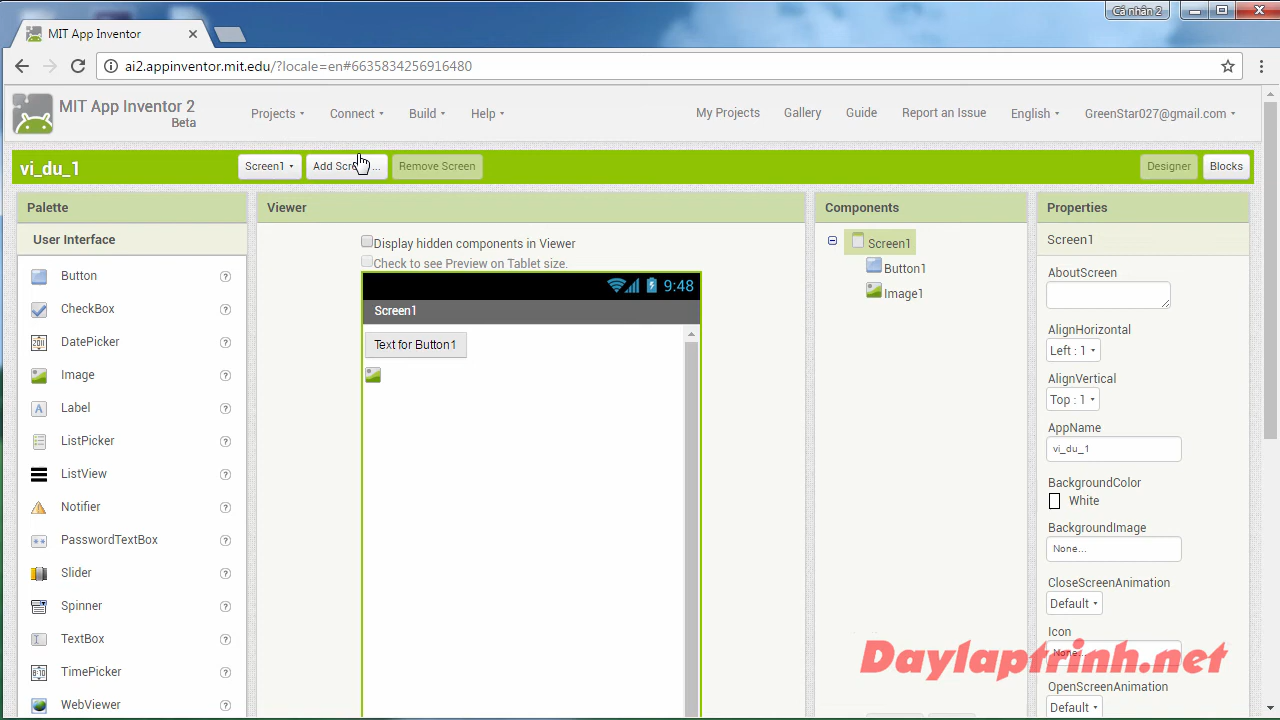 Cá nhân 2
MIT App Inventor
ai2.appinventor.mit.edu/?locale=en#6635834256916480
MIT App Inventor 2
Beta
Projects
Connect
Build
Help
My Projects
Gallery
Guide
Report an Issue
English
GreenStar027@gmail.com
vi_du_1
Screen1
Add Scre ...
Remove Screen
Designer
Blocks
Palette
User Interface
Button
CheckBox
DatePicker
Image
Label
ListPicker
ListView
Notifier
PasswordTextBox
Slider
Spinner
TextBox
TimePicker
WebViewer
Viewer
Display hidden components in Viewer
Check to see Preview on Tablet size.
9:48
Screen1
Text for Button1
Components
Screen1
Button1
Image1
Properties
Screen1
AboutScreen
AlignHorizontal
Left : 1
AlignVertical
Top : 1
AppName
vi_du_1
BackgroundColor
White
BackgroundImage
None...
CloseScreenAnimation
Default
Icon
OpenScreenAnimation
Default
Daylaptrinh.net